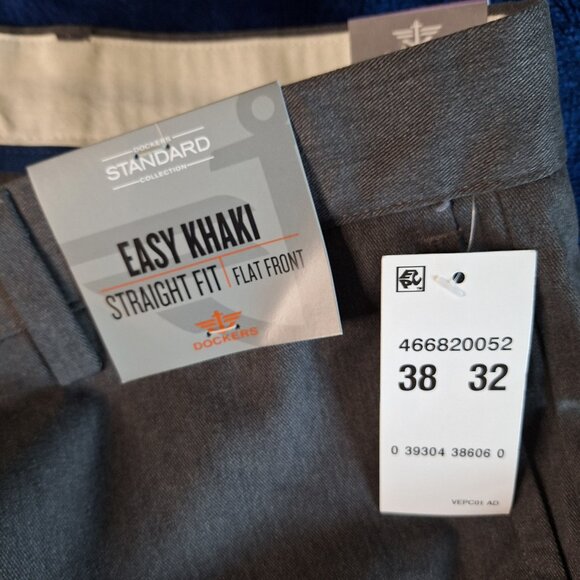 DOCKERS
STANDARD
COLLECTION
EASY KHAKI
STRAIGHT FIT | FLAT FRONT
DOCKERS
EPC
466820052
38 32
0 39304 38606 0
VEPC01 AD